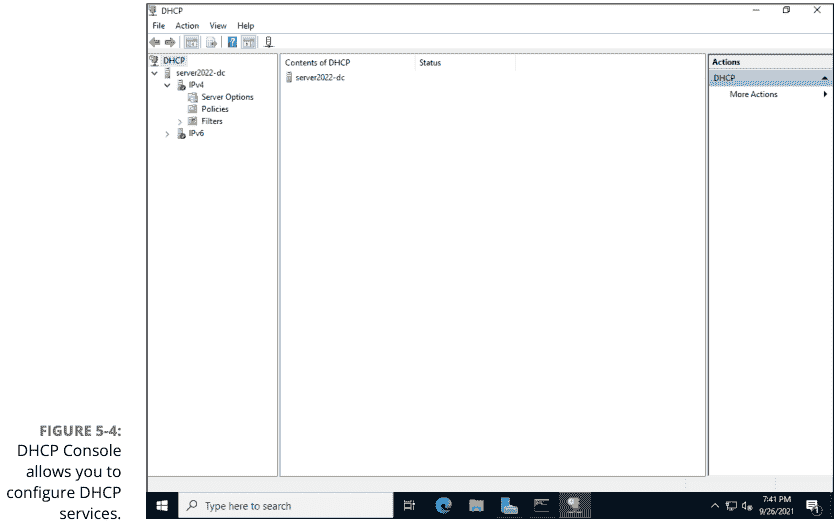 DHCP
File Action View Help
DHCP
server2022-dc
IPv4
Server Options
Policies
Filters
IPv6
Contents of DHCP Status
server2022-dc
Actions
DHCP
More Actions
FIGURE 5-4:
DHCP Console
allows you to
configure DHCP
services.
Type here to search
7:41 PM
9/26/2021
1